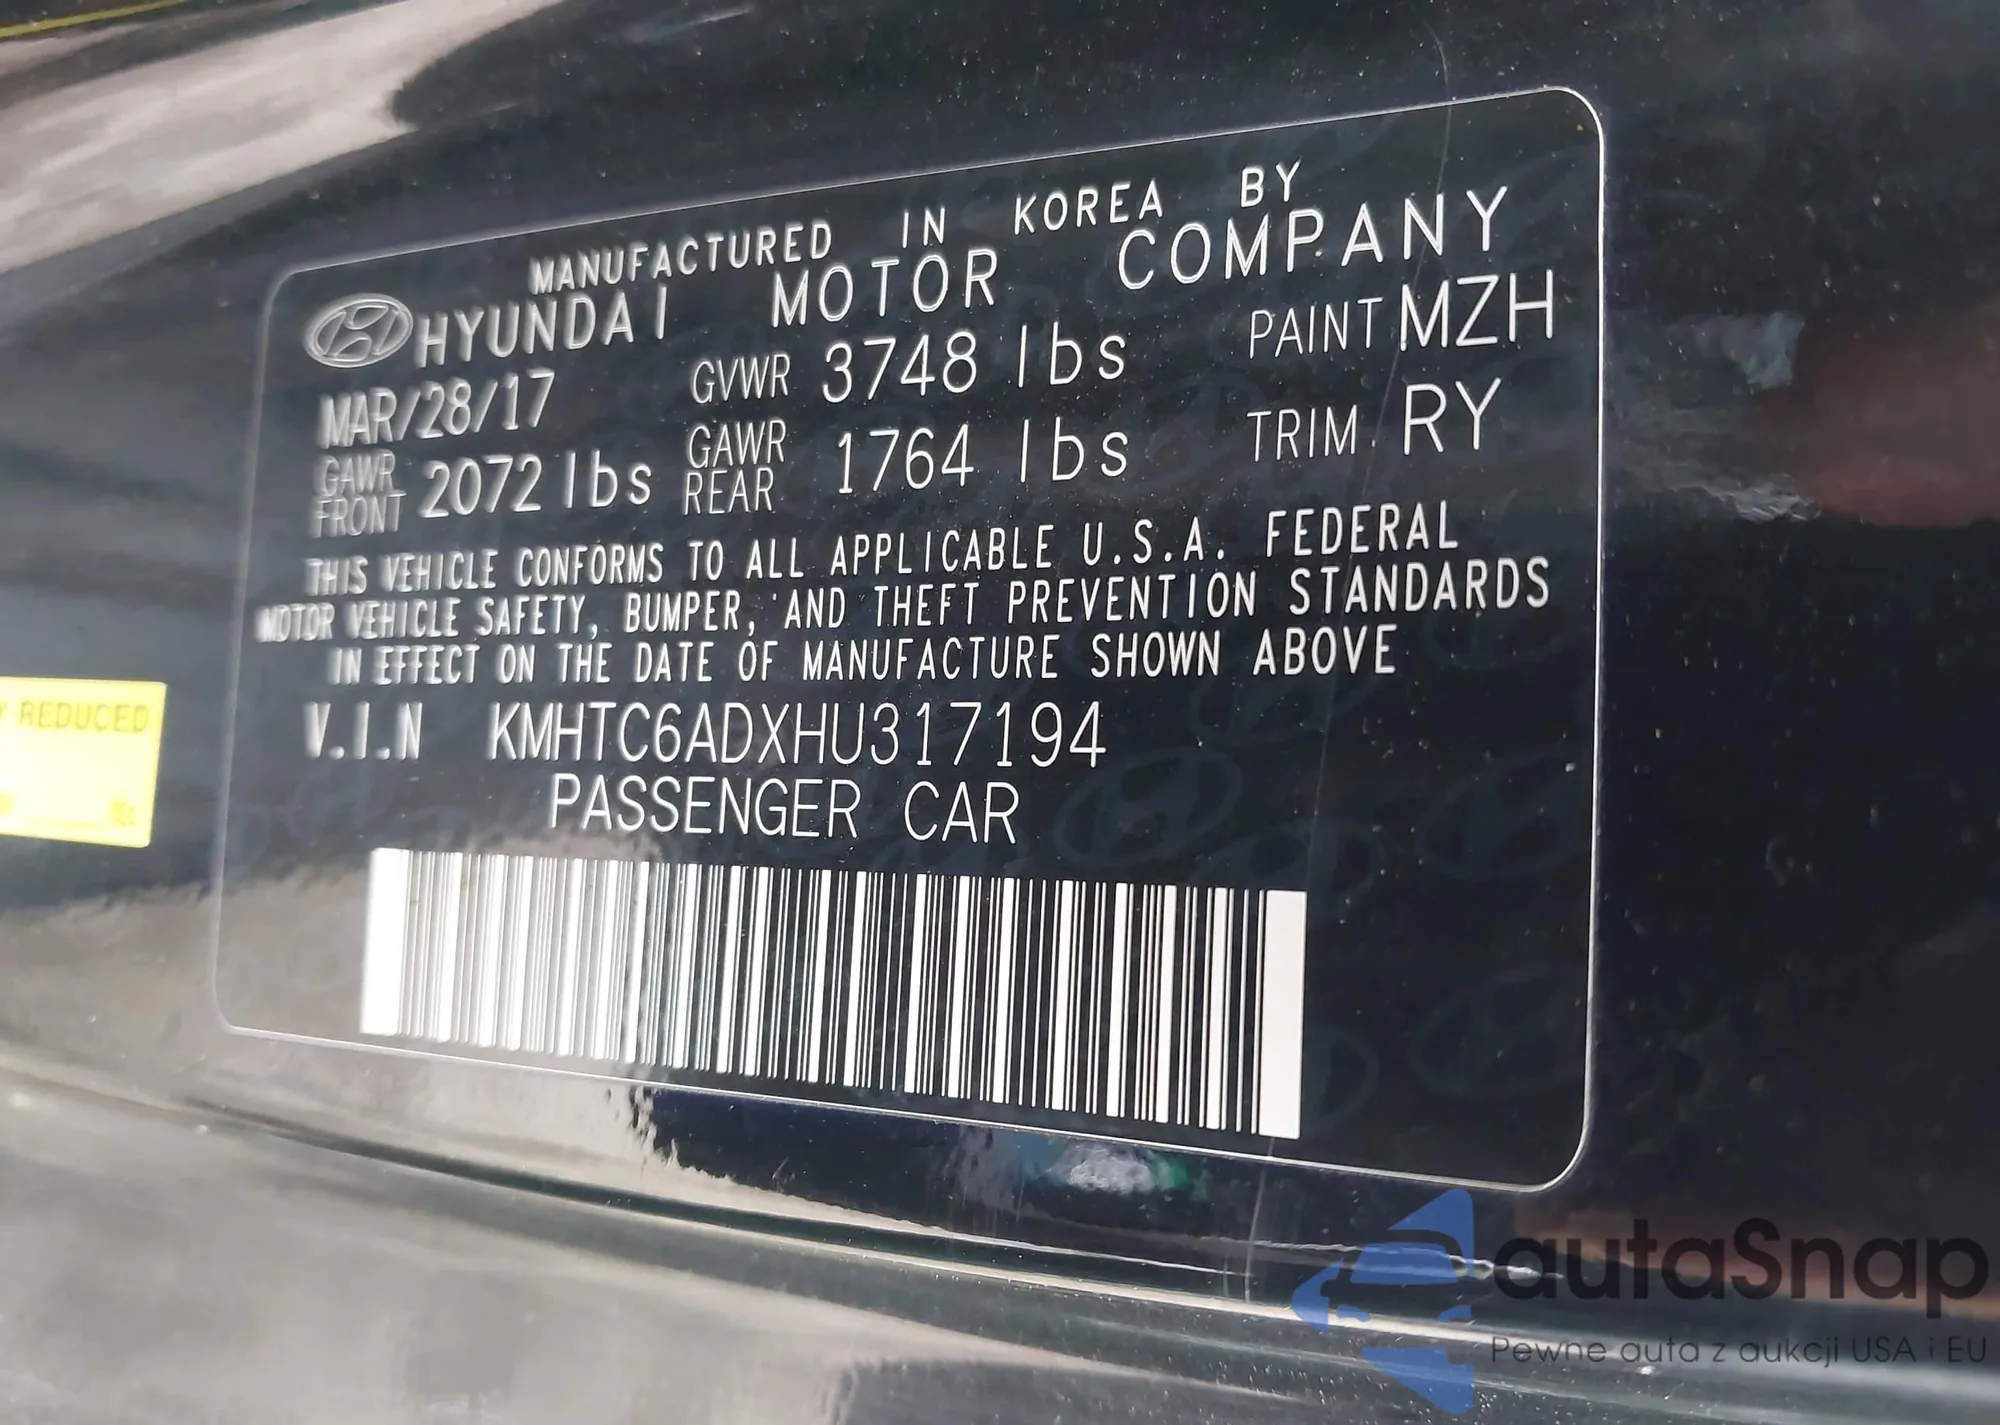 MANUFACTURED IN KOREA BY
HYUNDAI MOTOR COMPANY
MAR/28/17 GVWR 3748 lbs PAINT MZH
GAWR FRONT 2072 lbs GAWR REAR 1764 lbs TRIM RY
THIS VEHICLE CONFORMS TO ALL APPLICABLE U.S.A. FEDERAL
MOTOR VEHICLE SAFETY, BUMPER, AND THEFT PREVENTION STANDARDS
IN EFFECT ON THE DATE OF MANUFACTURE SHOWN ABOVE
V.I.N KMHTC6ADXHU317194
PASSENGER CAR
REDUCED
autaSnap
Pewne auta z aukcji USA i EU